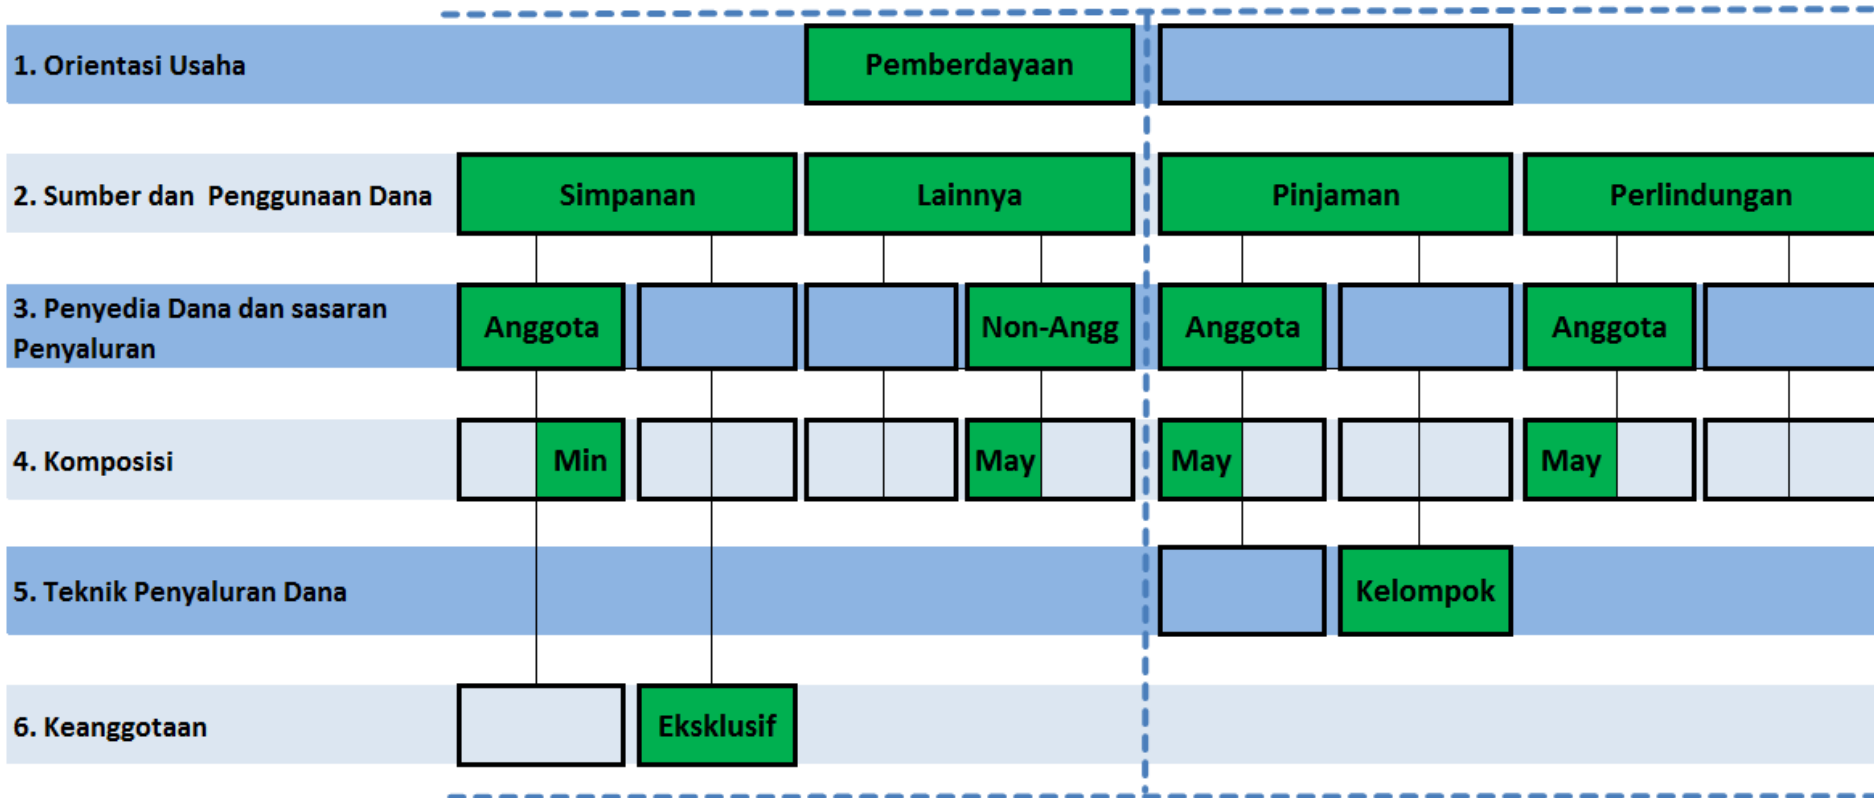 1. Orientasi Usaha
Pemberdayaan
2. Sumber dan Penggunaan Dana
Simpanan
Lainnya
Pinjaman
Perlindungan
3. Penyedia Dana dan sasaran
Penyaluran
Anggota
Non-Angg
Anggota
Anggota
4. Komposisi
Min
May
May
May
5. Teknik Penyaluran Dana
Kelompok
6. Keanggotaan
Eksklusif